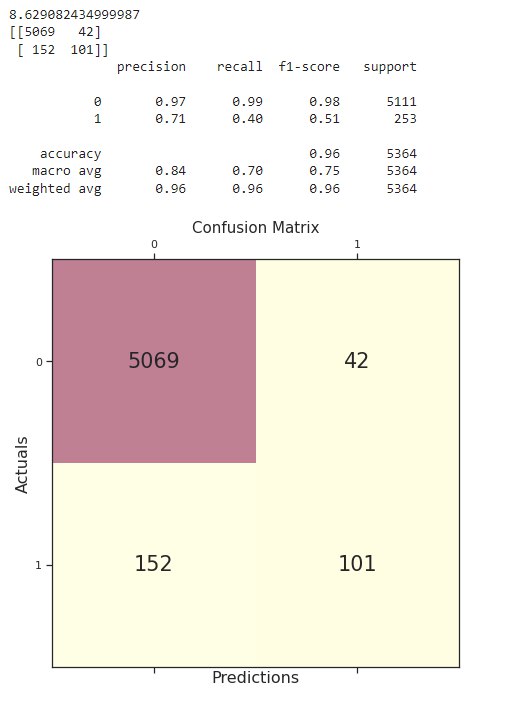 8.629082434999987
[[5069   42]
 [ 152  101]]
              precision    recall  f1-score   support

           0       0.97      0.99      0.98      5111
           1       0.71      0.40      0.51       253

    accuracy                           0.96      5364
   macro avg       0.84      0.70      0.75      5364
weighted avg       0.96      0.96      0.96      5364

Confusion Matrix
0 1
0 5069 42
Actuals
1 152 101
Predictions